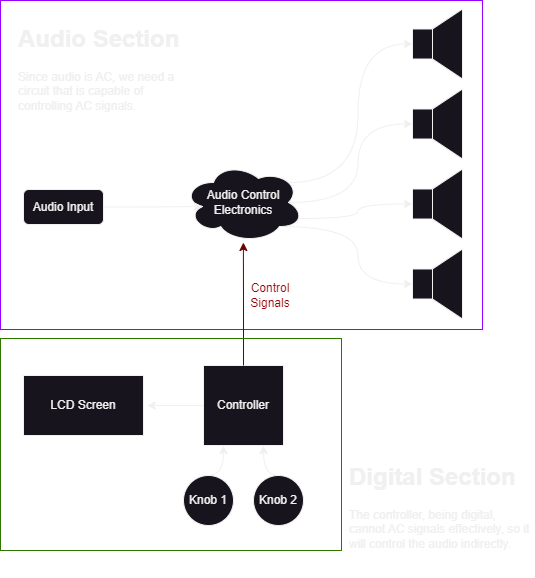 Audio Section
Since audio is AC, we need a
circuit that is capable of
controlling AC signals.
Audio Input
Audio Control
Electronics
Control
Signals
LCD Screen
Controller
Knob 1
Knob 2
Digital Section
The controller, being digital,
cannot AC signals effectively, so it
will control the audio indirectly.